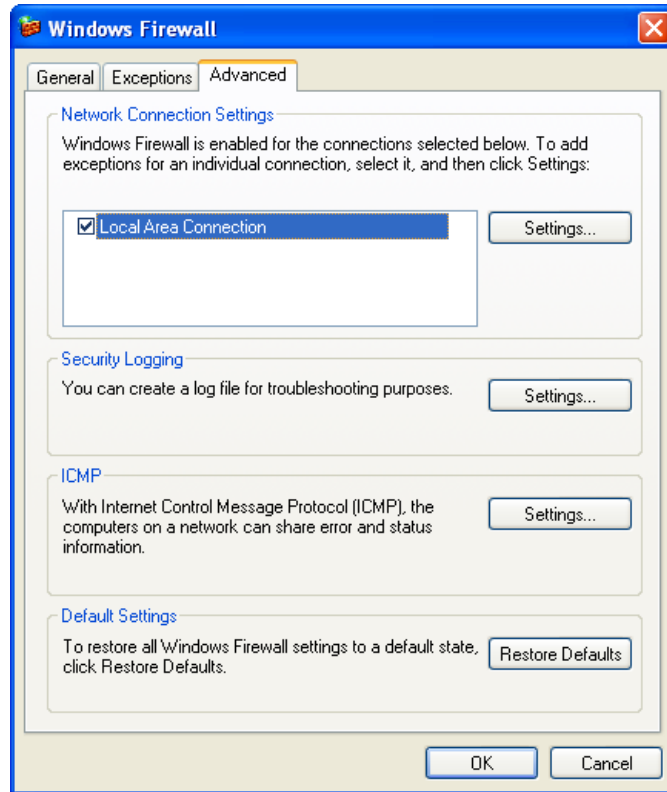 Windows Firewall
General Exceptions Advanced
Network Connection Settings
Windows Firewall is enabled for the connections selected below. To add
exceptions for an individual connection, select it, and then click Settings:
Local Area Connection
Settings...
Security Logging
You can create a log file for troubleshooting purposes.
Settings...
ICMP
With Internet Control Message Protocol (ICMP), the
computers on a network can share error and status
information.
Settings...
Default Settings
To restore all Windows Firewall settings to a default state,
click Restore Defaults.
Restore Defaults
OK Cancel